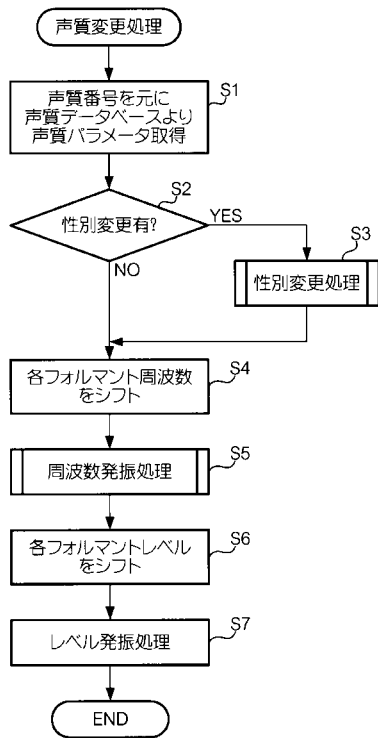 声質変更処理
S1
声質番号を元に
声質データベースより
声質パラメータ取得
S2
性別変更有?
YES
NO
S3
性別変更処理
S4
各フォルマント周波数
をシフト
S5
周波数発振処理
S6
各フォルマントレベル
をシフト
S7
レベル発振処理
END